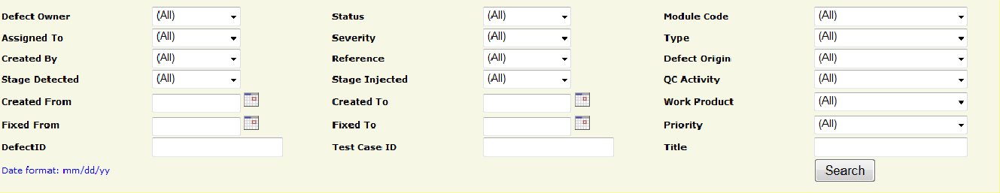 Defect Owner (All) Status (All) Module Code (All)
Assigned To (All) Severity (All) Type (All)
Created By (All) Reference (All) Defect Origin (All)
Stage Detected (All) Stage Injected (All) QC Activity (All)
Created From Created To Work Product (All)
Fixed From Fixed To Priority (All)
DefectID Test Case ID Title
Date format: mm/dd/yy Search